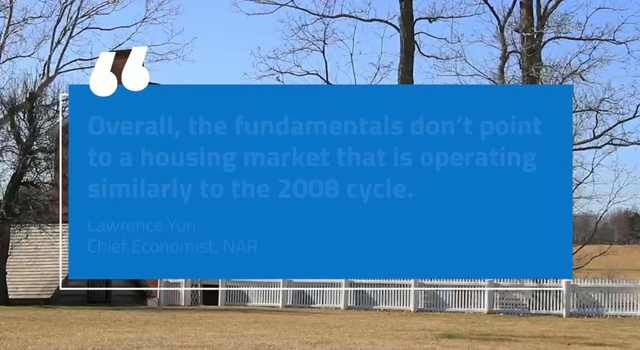 “
Overall, the fundamentals don’t point
to a housing market that is operating
similarly to the 2008 cycle.
Lawrence Yun
Chief Economist, NAR